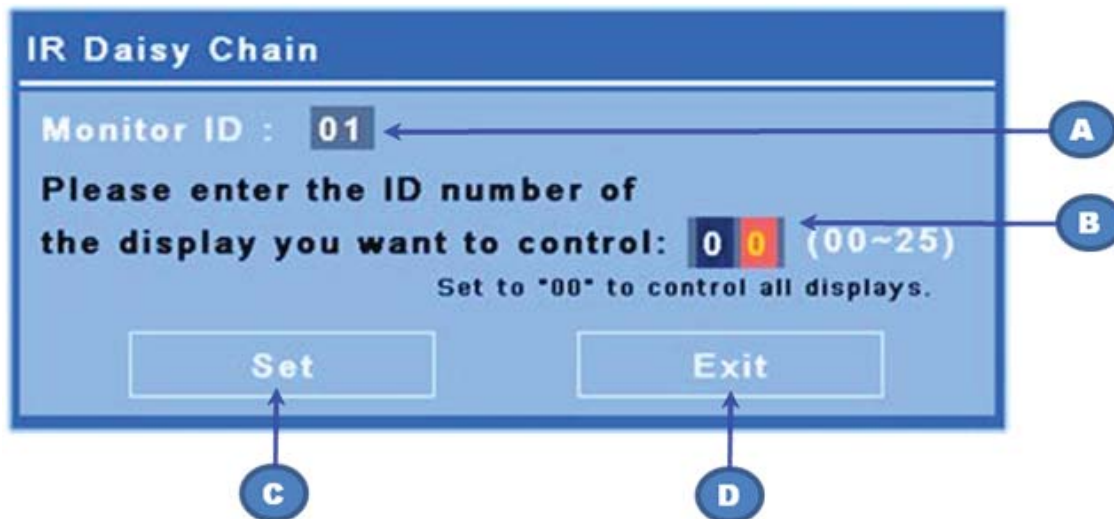 IR Daisy Chain
Monitor ID : 01
A
Please enter the ID number of
the display you want to control: 0 0 (00~25)
B
Set to "00" to control all displays.
Set Exit
C D